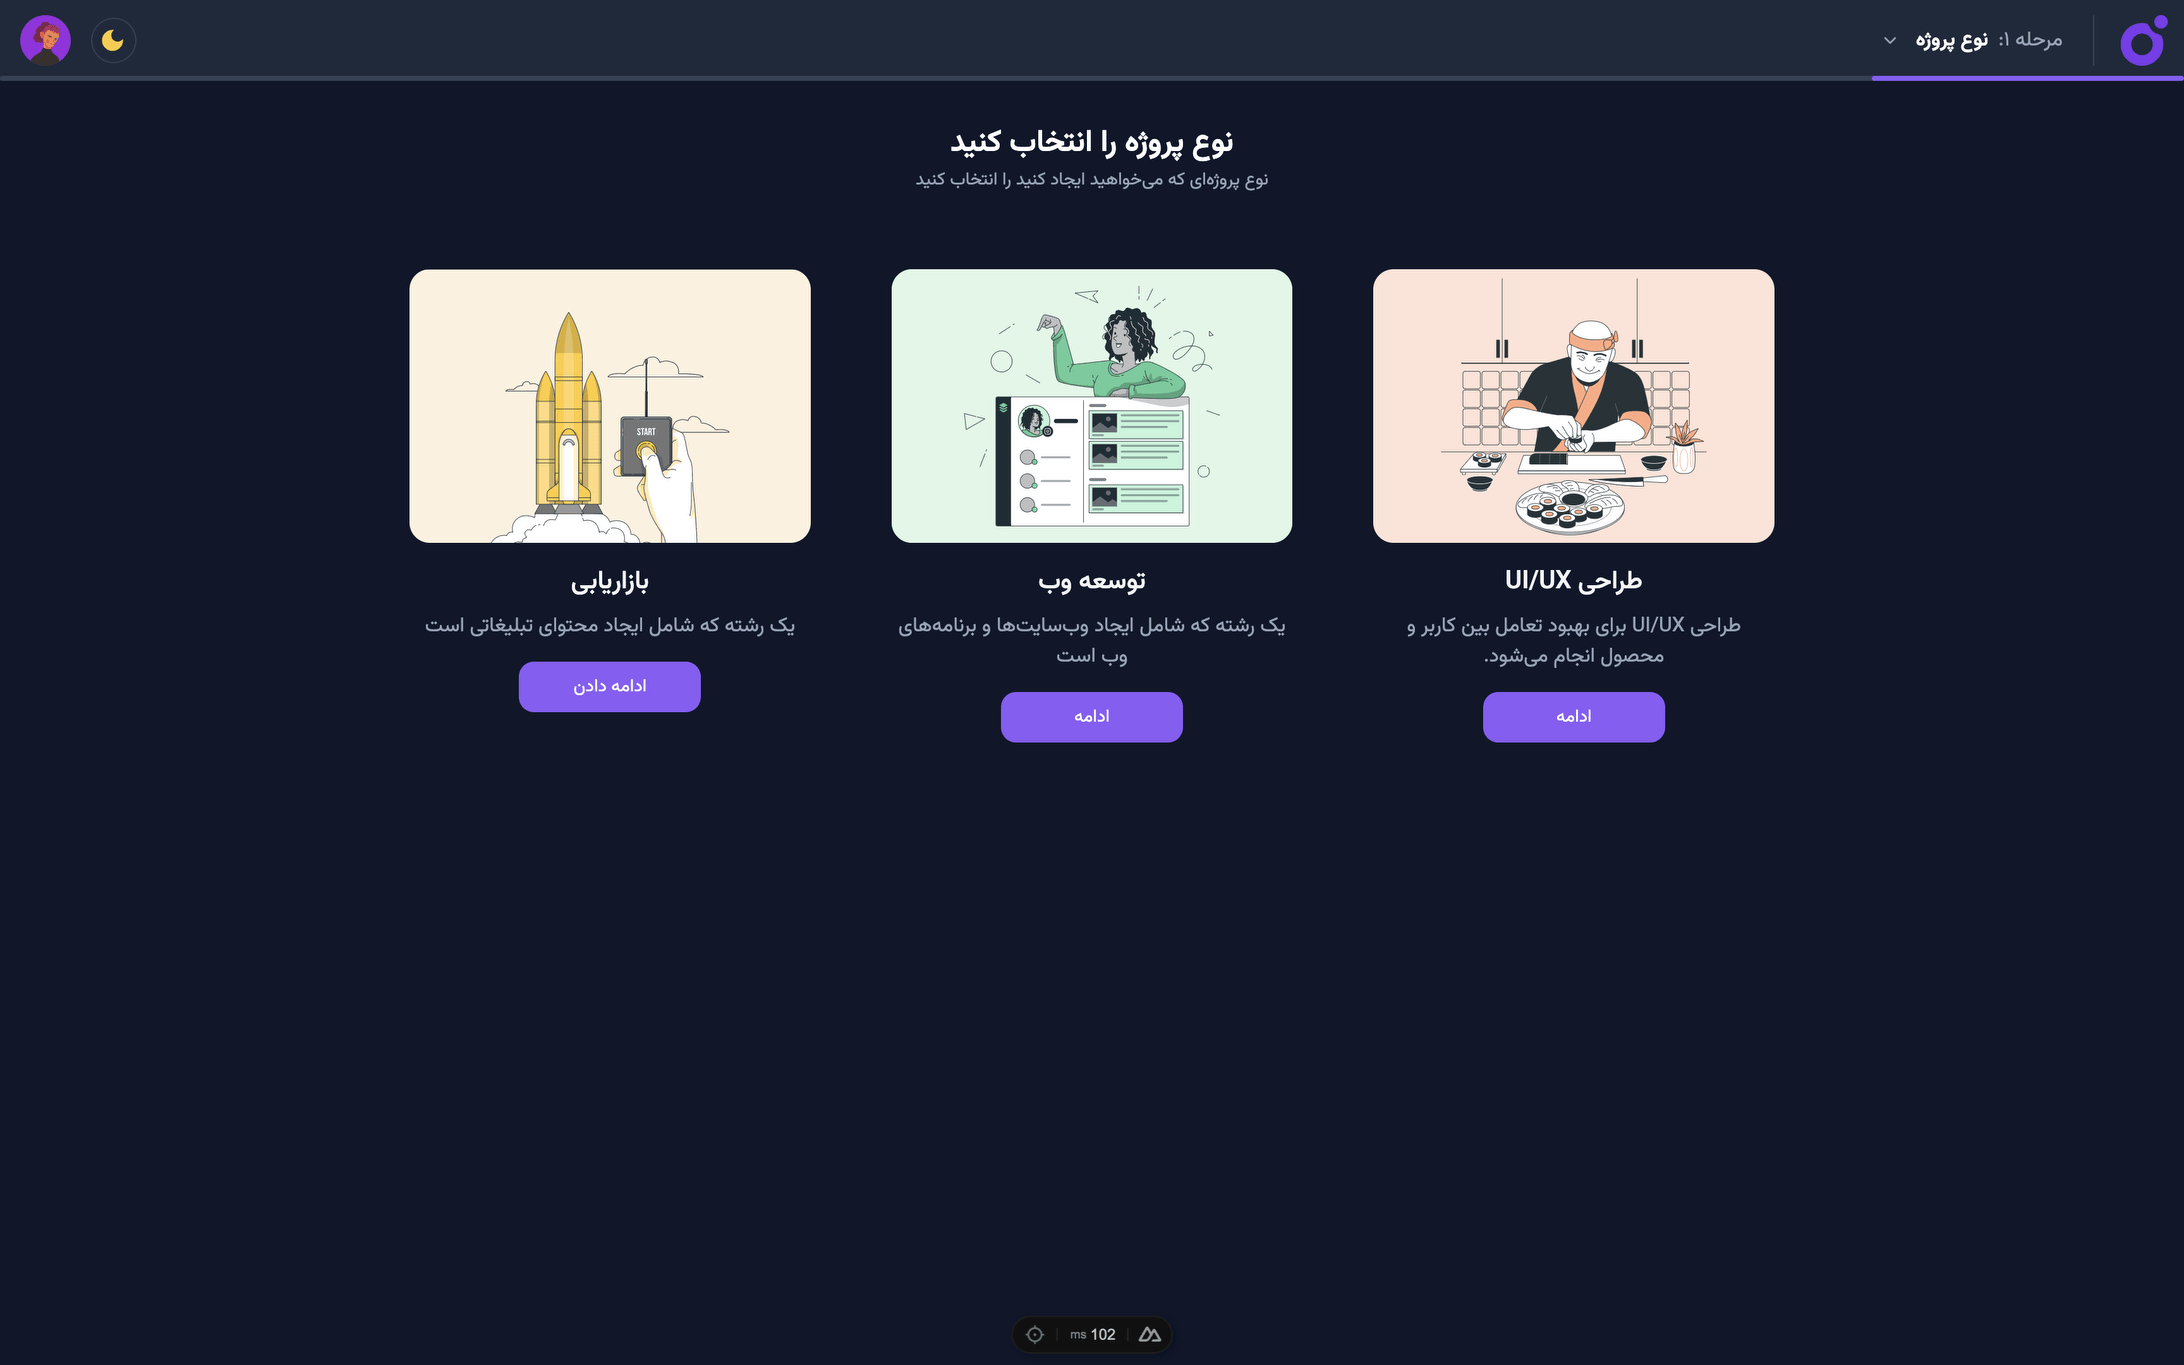 مرحله ۱: نوع پروژه
نوع پروژه را انتخاب کنید
نوع پروژه‌ای که می‌خواهید ایجاد کنید را انتخاب کنید
طراحی UI/UX
طراحی UI/UX برای بهبود تعامل بین کاربر و
محصول انجام می‌شود.
ادامه
توسعه وب
یک رشته که شامل ایجاد وب‌سایت‌ها و برنامه‌های
وب است
ادامه
START
بازاریابی
یک رشته که شامل ایجاد محتوای تبلیغاتی است
ادامه دادن
102 ms